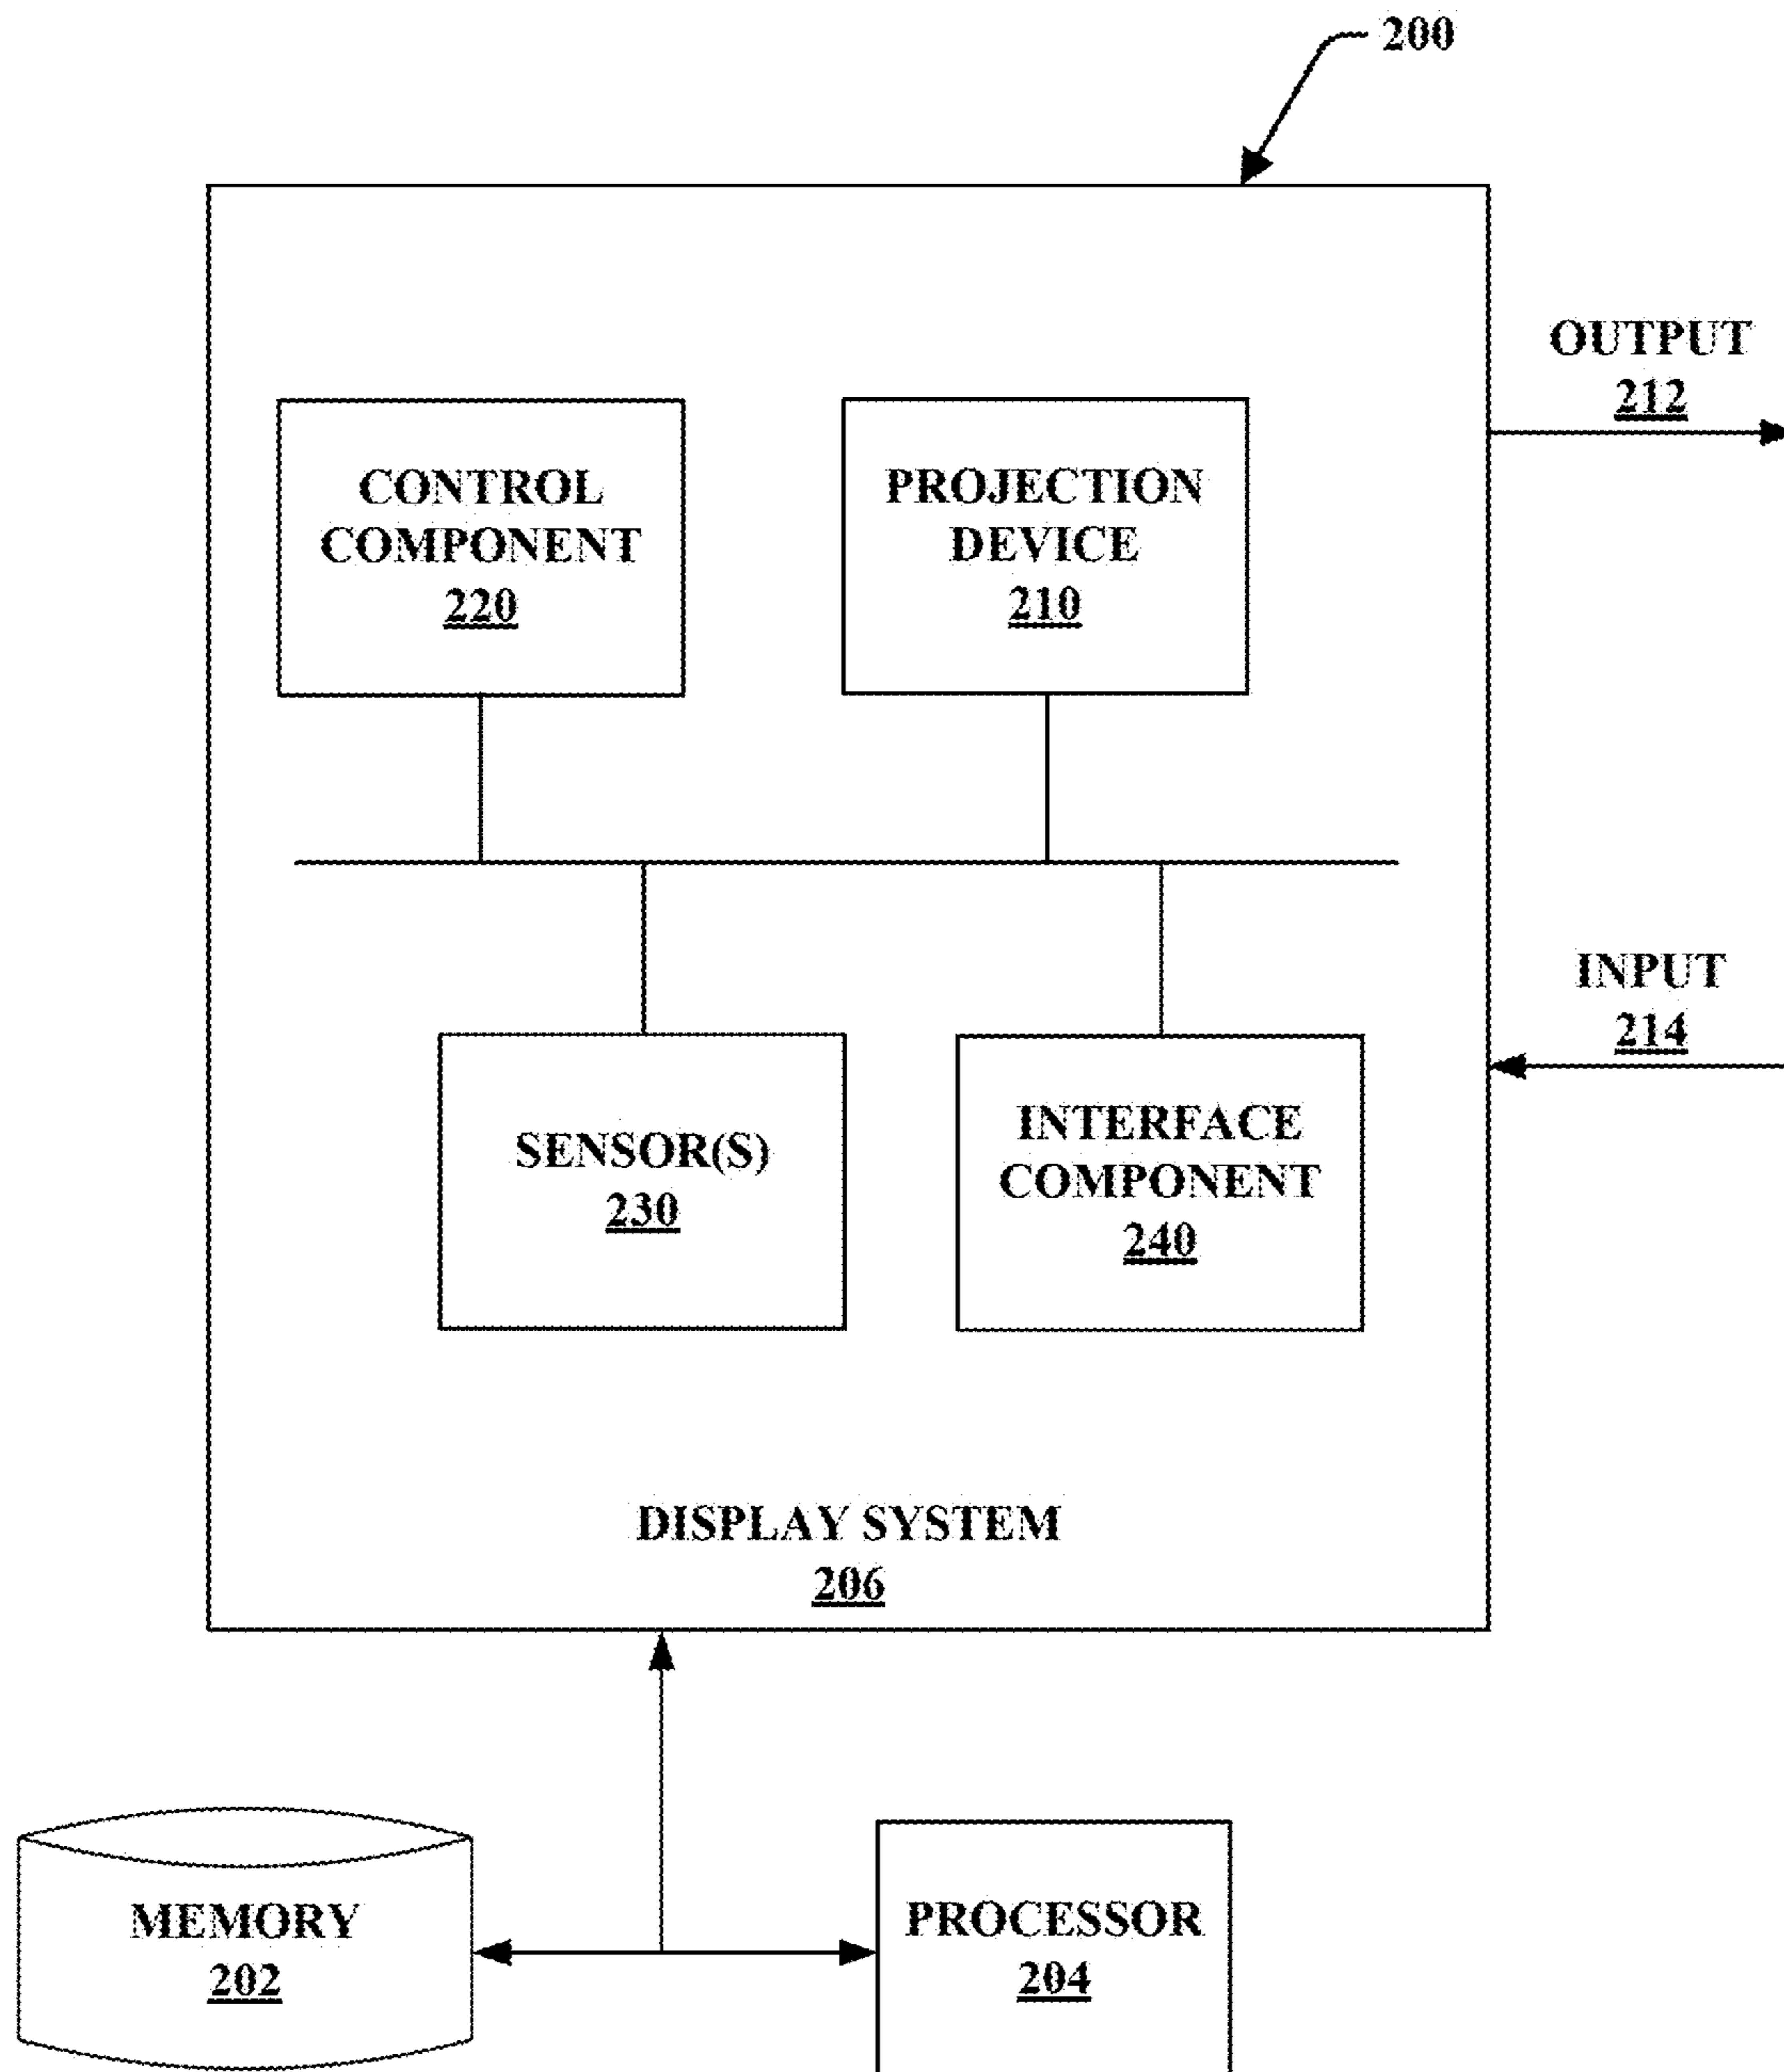 200
OUTPUT
212
CONTROL
COMPONENT
220
PROJECTION
DEVICE
210
INPUT
214
SENSOR(S)
230
INTERFACE
COMPONENT
240
DISPLAY SYSTEM
206
MEMORY
202
PROCESSOR
204